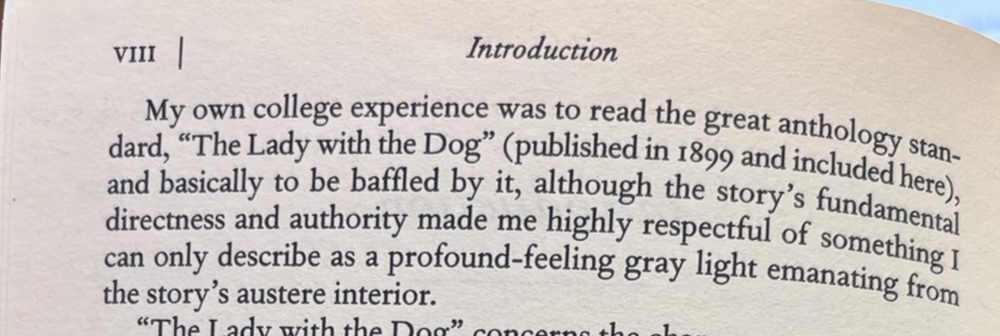 VIII | Introduction
My own college experience was to read the great anthology stan-
dard, “The Lady with the Dog” (published in 1899 and included here),
and basically to be baffled by it, although the story’s fundamental
directness and authority made me highly respectful of something I
can only describe as a profound-feeling gray light emanating from
the story’s austere interior.
“The Lady with the Dog” concerns the